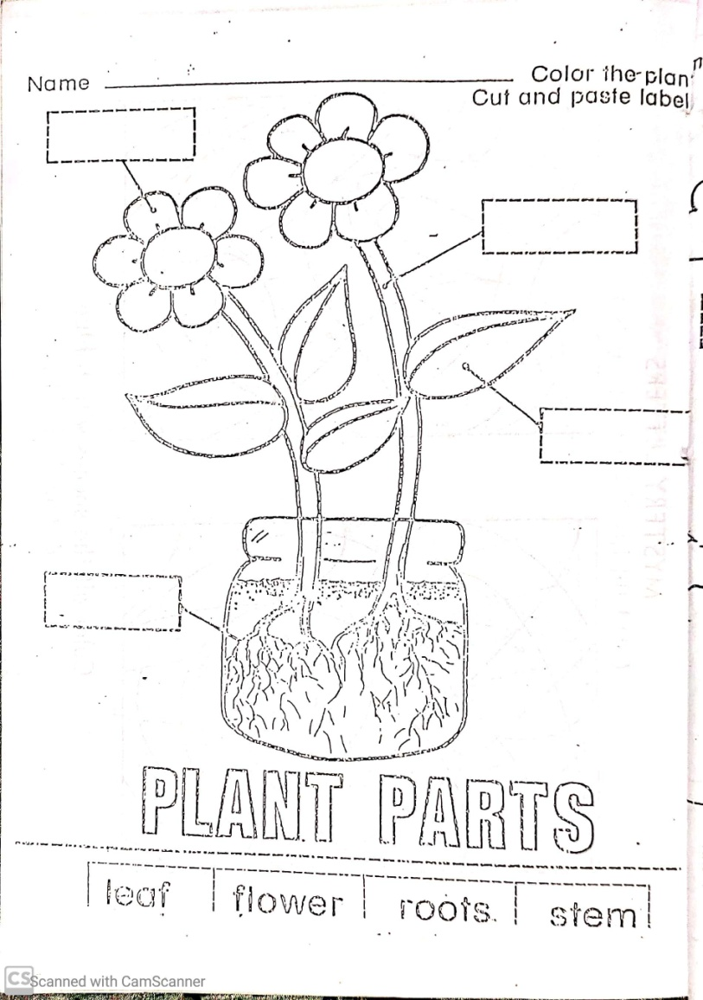 Name
Color the plan
Cut and paste label
PLANT PARTS
leaf
flower
roots.
stem
CS Scanned with CamScanner